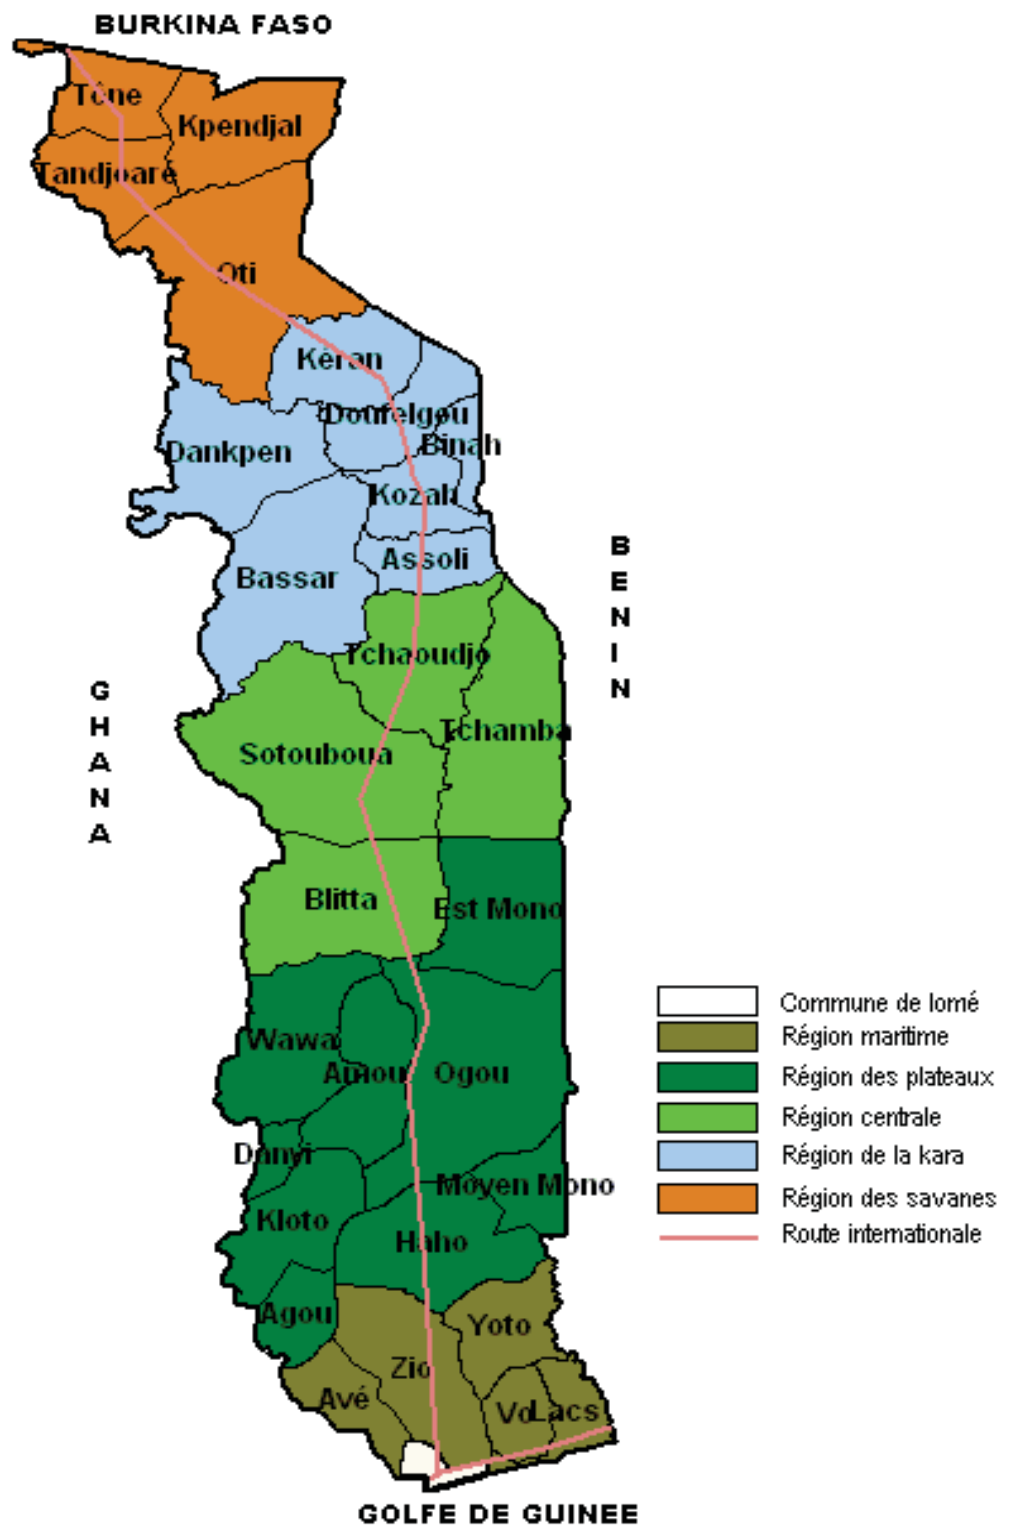 BURKINA FASO
Tône
Kpendjal
Tandjoaré
Oti
Kéran
Doufelgou
Binah
Dankpen
Kozah
Assoli
Bassar
B
E
N
I
N
Tchaoudjo
G
H
A
N
A
Tchamba
Sotouboua
Blitta
Est Mono
Wawa
Amou
Ogou
Danyi
Moyen Mono
Kloto
Haho
Agou
Yoto
Zio
Avé
Vo
Lacs
Commune de lomé
Région maritime
Région des plateaux
Région centrale
Région de la kara
Région des savanes
Route internationale
GOLFE DE GUINEE